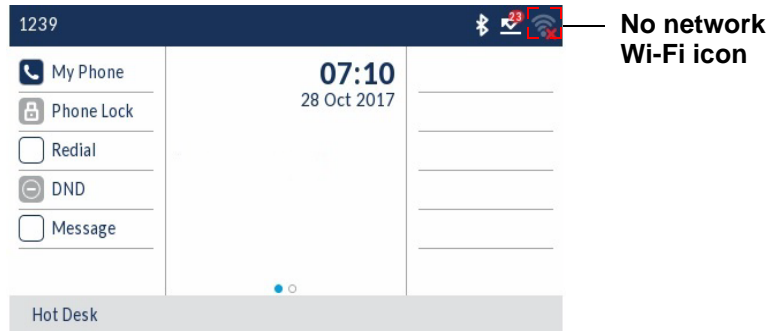 1239
23
No network
Wi-Fi icon
My Phone
Phone Lock
Redial
DND
Message
07:10
28 Oct 2017
Hot Desk